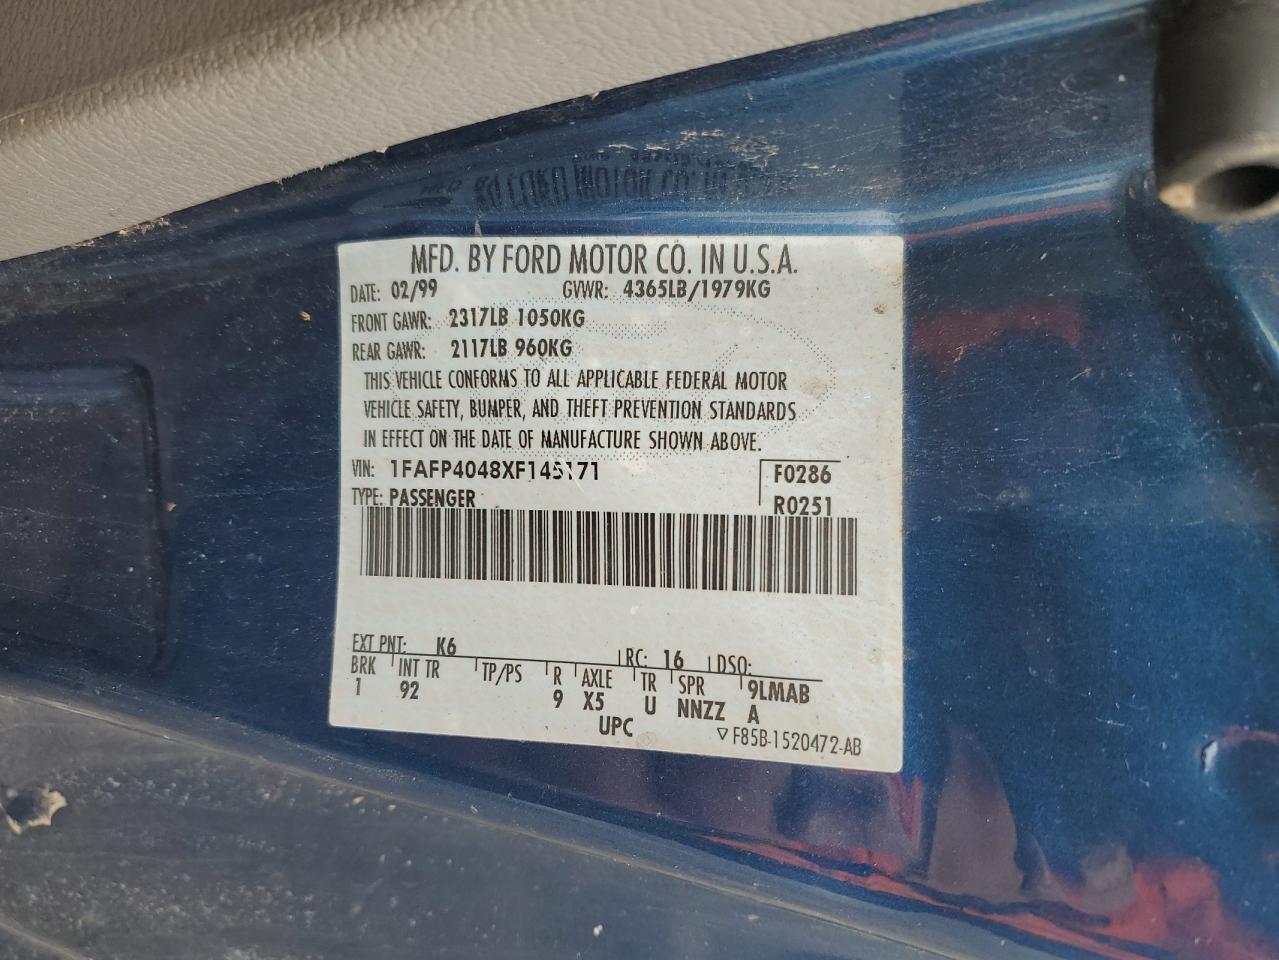 MFD. BY FORD MOTOR CO. IN U.S.A.
DATE: 02/99 GVWR: 4365LB/1979KG
FRONT GAWR: 2317LB 1050KG
REAR GAWR: 2117LB 960KG
THIS VEHICLE CONFORMS TO ALL APPLICABLE FEDERAL MOTOR
VEHICLE SAFETY, BUMPER, AND THEFT PREVENTION STANDARDS
IN EFFECT ON THE DATE OF MANUFACTURE SHOWN ABOVE.
VIN: 1FAFP4048XF145171 F0286
TYPE: PASSENGER R0251
EXT PNT: K6 RC: 16 DSO:
BRK INT TR TP/PS R AXLE TR SPR 9LMAB
1 92 9 X5 U NNZZ A
UPC ▽F85B-1520472-AB